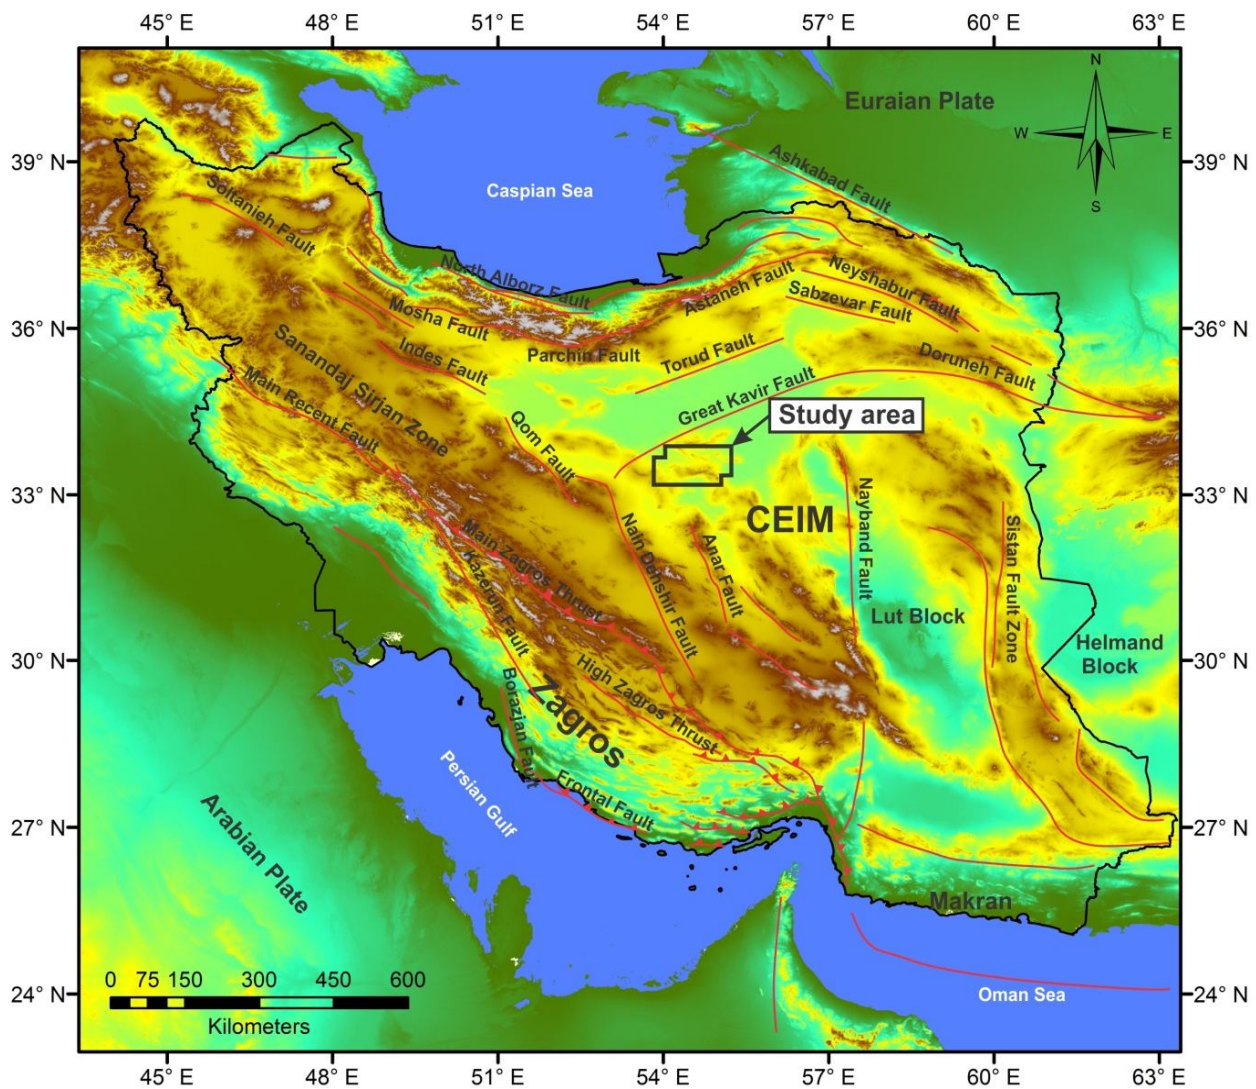 45° E 48° E 51° E 54° E 57° E 60° E 63° E
N
Euraian Plate
W E
39° N 39° N
S
Ashkabad Fault
Caspian Sea
Soltanieh Fault
North Alborz Fault
Astaneh Fault
Neyshabur Fault
Sabzevar Fault
36° N 36° N
Mosha Fault
Parchin Fault
Torud Fault
Doruneh Fault
Sanandaj Sirjan Zone
Indes Fault
Main Recent Fault
Great Kavir Fault
Study area
Qom Fault
33° N 33° N
CEIM
Nayband Fault
Nain Dehshir Fault
Anar Fault
Sistan Fault Zone
Main Zagros Thrust
Kazerun Fault
Lut Block
Helmand
Block
30° N 30° N
High Zagros Thrust
Borazjan Fault
Zagros
Persian Gulf
Frontal Fault
27° N 27° N
Arabian Plate
Makran
0 75 150 300 450 600
Kilometers
24° N 24° N
Oman Sea
45° E 48° E 51° E 54° E 57° E 60° E 63° E